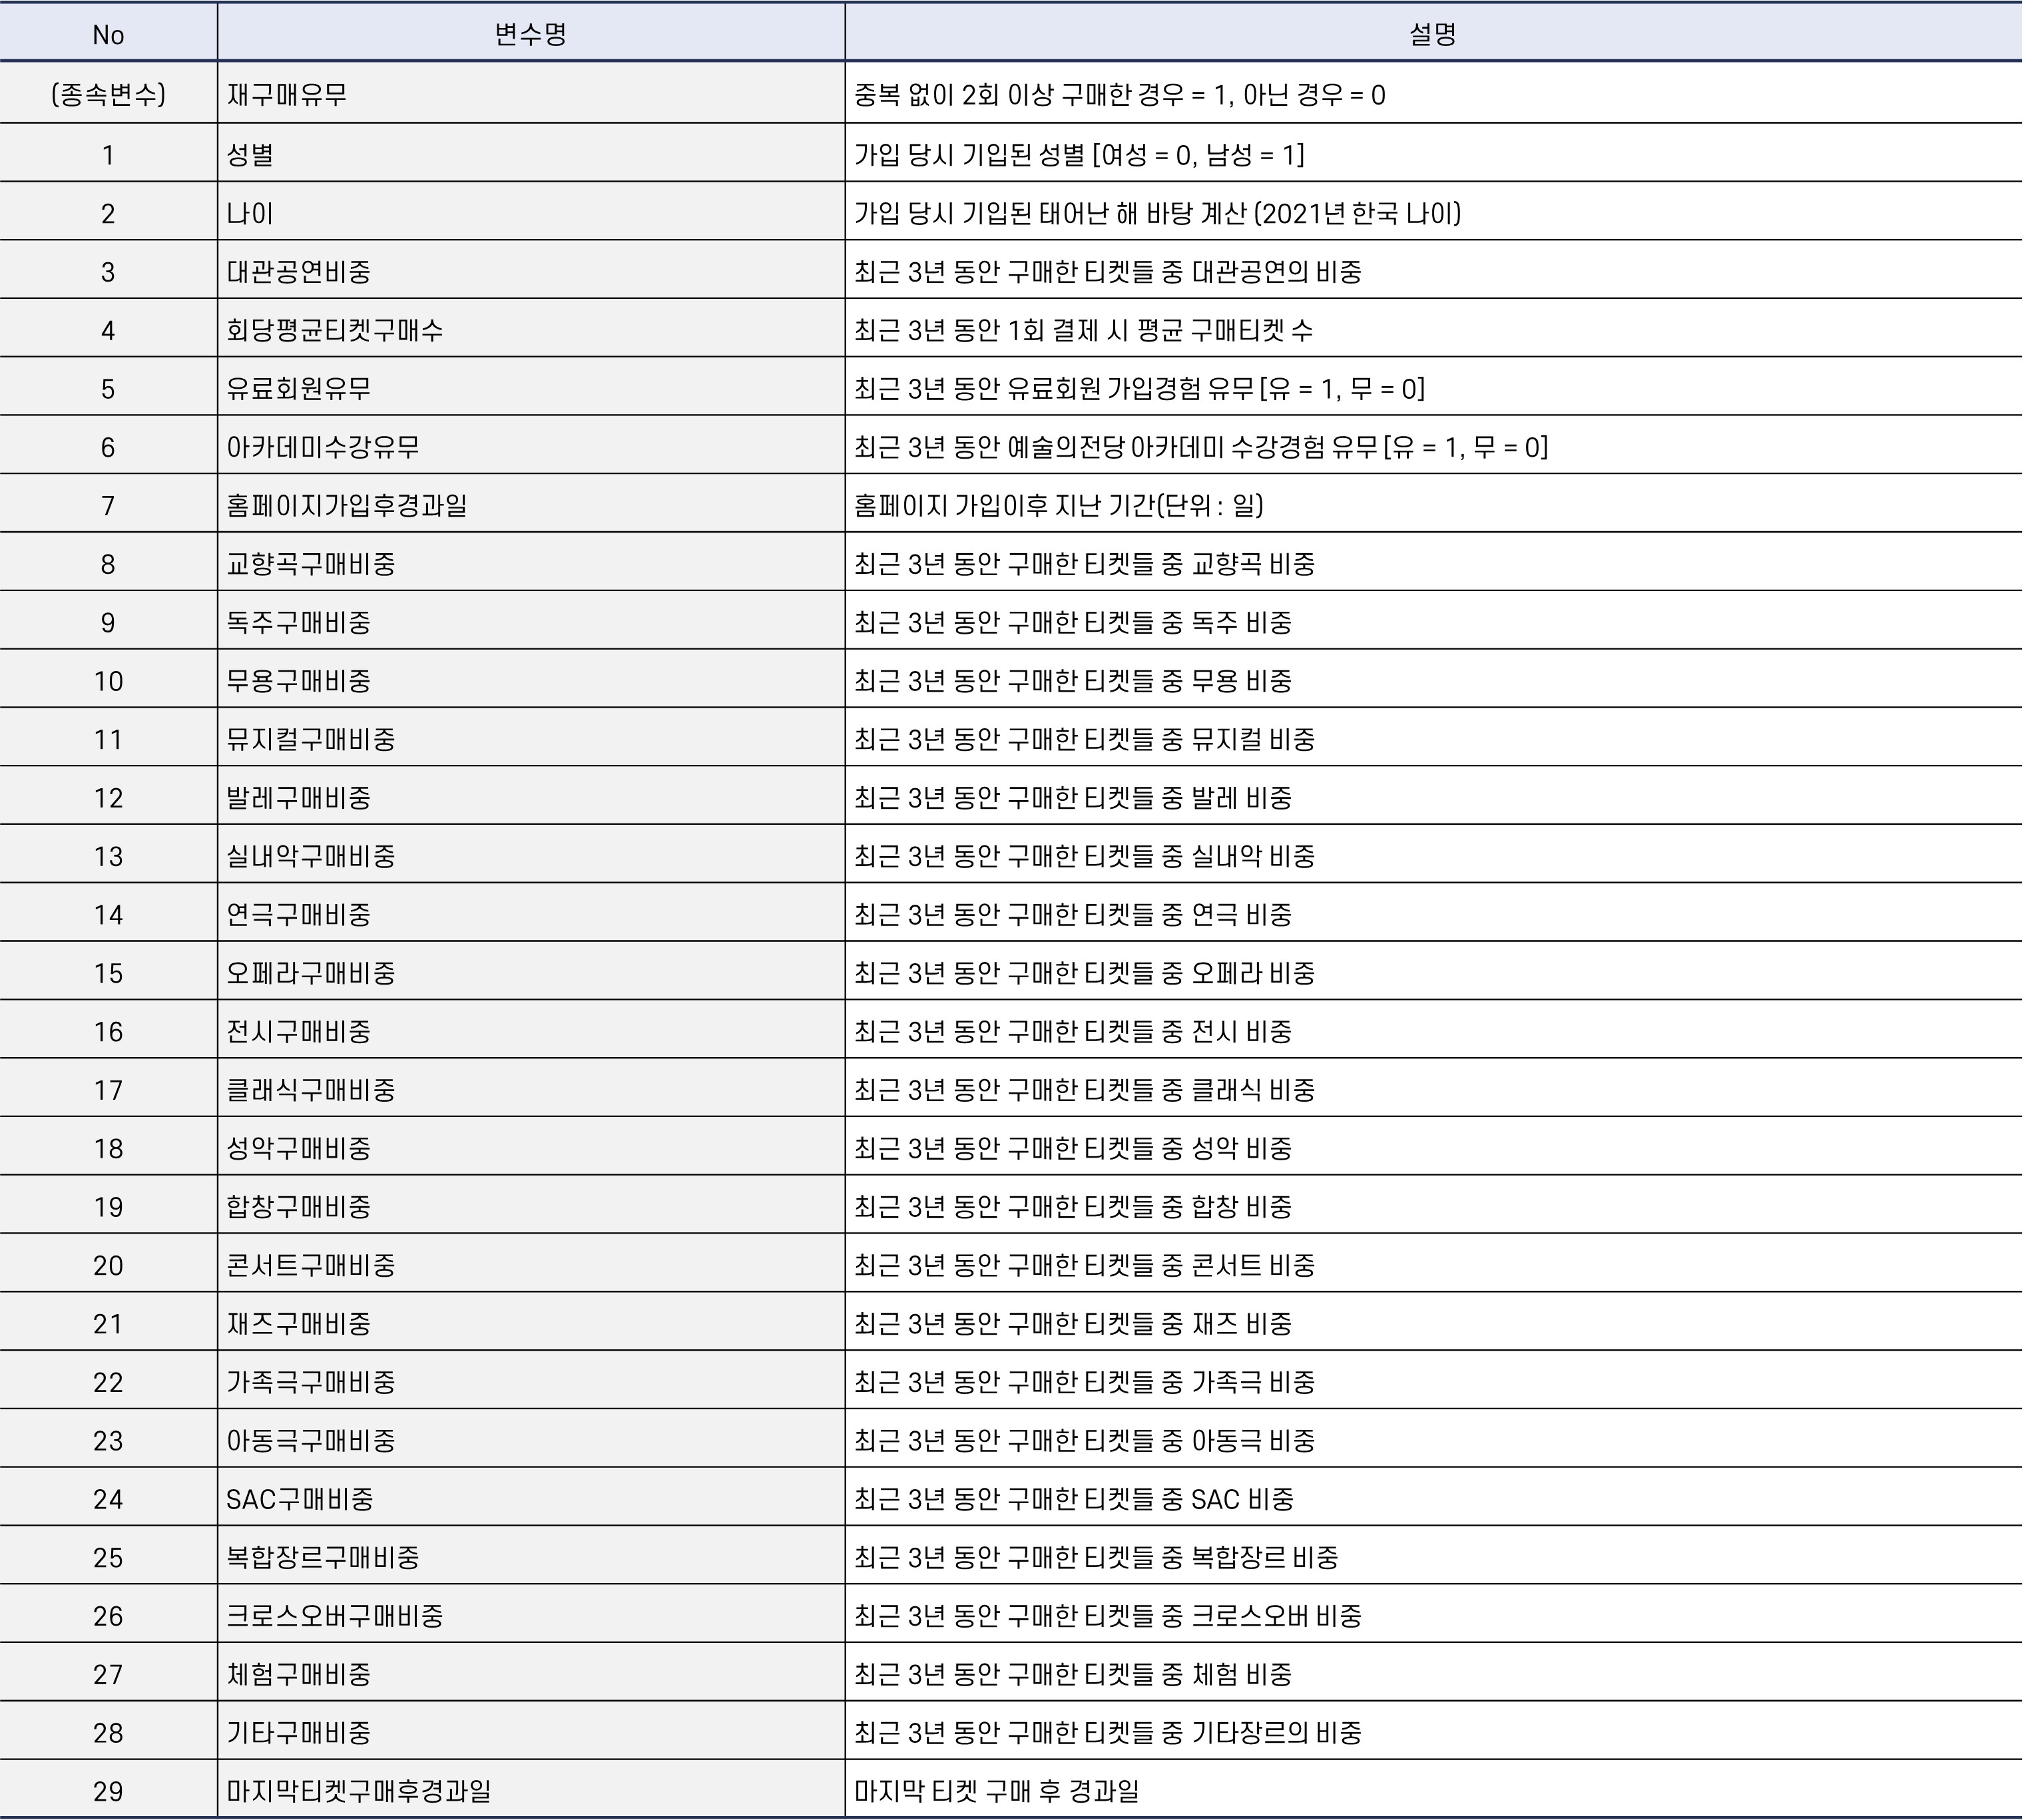 No 변수명 설명
(종속변수) 재구매유무 중복 없이 2회 이상 구매한 경우 = 1, 아닌 경우 = 0
1 성별 가입 당시 기입된 성별 [여성 = 0, 남성 = 1]
2 나이 가입 당시 기입된 태어난 해 바탕 계산 (2021년 한국 나이)
3 대관공연비중 최근 3년 동안 구매한 티켓들 중 대관공연의 비중
4 회당평균티켓구매수 최근 3년 동안 1회 결제 시 평균 구매티켓 수
5 유료회원유무 최근 3년 동안 유료회원 가입경험 유무 [유 = 1, 무 = 0]
6 아카데미수강유무 최근 3년 동안 예술의전당 아카데미 수강경험 유무 [유 = 1, 무 = 0]
7 홈페이지가입후경과일 홈페이지 가입이후 지난 기간(단위 : 일)
8 교향곡구매비중 최근 3년 동안 구매한 티켓들 중 교향곡 비중
9 독주구매비중 최근 3년 동안 구매한 티켓들 중 독주 비중
10 무용구매비중 최근 3년 동안 구매한 티켓들 중 무용 비중
11 뮤지컬구매비중 최근 3년 동안 구매한 티켓들 중 뮤지컬 비중
12 발레구매비중 최근 3년 동안 구매한 티켓들 중 발레 비중
13 실내악구매비중 최근 3년 동안 구매한 티켓들 중 실내악 비중
14 연극구매비중 최근 3년 동안 구매한 티켓들 중 연극 비중
15 오페라구매비중 최근 3년 동안 구매한 티켓들 중 오페라 비중
16 전시구매비중 최근 3년 동안 구매한 티켓들 중 전시 비중
17 클래식구매비중 최근 3년 동안 구매한 티켓들 중 클래식 비중
18 성악구매비중 최근 3년 동안 구매한 티켓들 중 성악 비중
19 합창구매비중 최근 3년 동안 구매한 티켓들 중 합창 비중
20 콘서트구매비중 최근 3년 동안 구매한 티켓들 중 콘서트 비중
21 재즈구매비중 최근 3년 동안 구매한 티켓들 중 재즈 비중
22 가족극구매비중 최근 3년 동안 구매한 티켓들 중 가족극 비중
23 아동극구매비중 최근 3년 동안 구매한 티켓들 중 아동극 비중
24 SAC구매비중 최근 3년 동안 구매한 티켓들 중 SAC 비중
25 복합장르구매비중 최근 3년 동안 구매한 티켓들 중 복합장르 비중
26 크로스오버구매비중 최근 3년 동안 구매한 티켓들 중 크로스오버 비중
27 체험구매비중 최근 3년 동안 구매한 티켓들 중 체험 비중
28 기타구매비중 최근 3년 동안 구매한 티켓들 중 기타장르의 비중
29 마지막티켓구매후경과일 마지막 티켓 구매 후 경과일